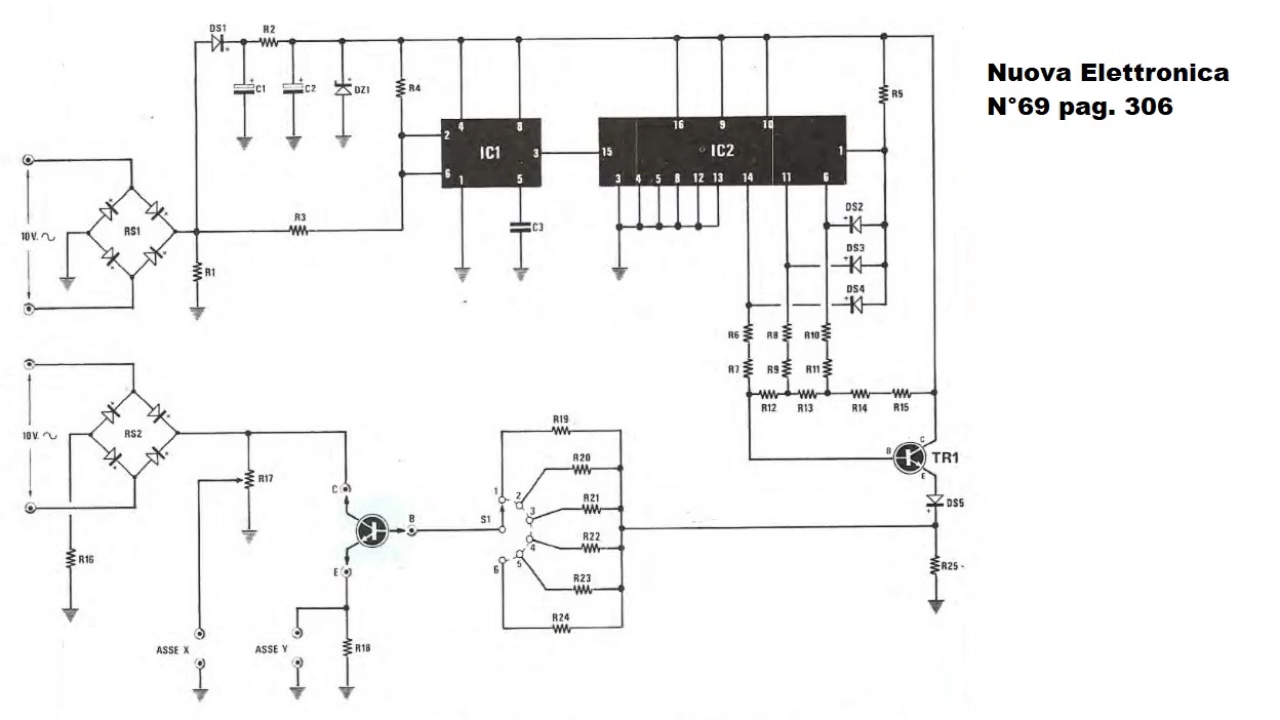 Nuova Elettronica
N°69 pag. 306
DS1
R2
C1
C2
DZ1
R4
R5
4
8
2
IC1
3
6
1
5
16
9
10
15
IC2
1
3
4
5
8
12
13
14
11
6
10V.
RS1
R3
R1
C3
DS2
DS3
DS4
R6
R8
R10
R7
R9
R11
R12
R13
R14
R15
10V.
RS2
R17
R16
C
B
E
S1
R19
R20
R21
R22
R23
R24
1
2
3
4
5
6
B
C
E
TR1
DS5
R25
ASSE X
ASSE Y
R18